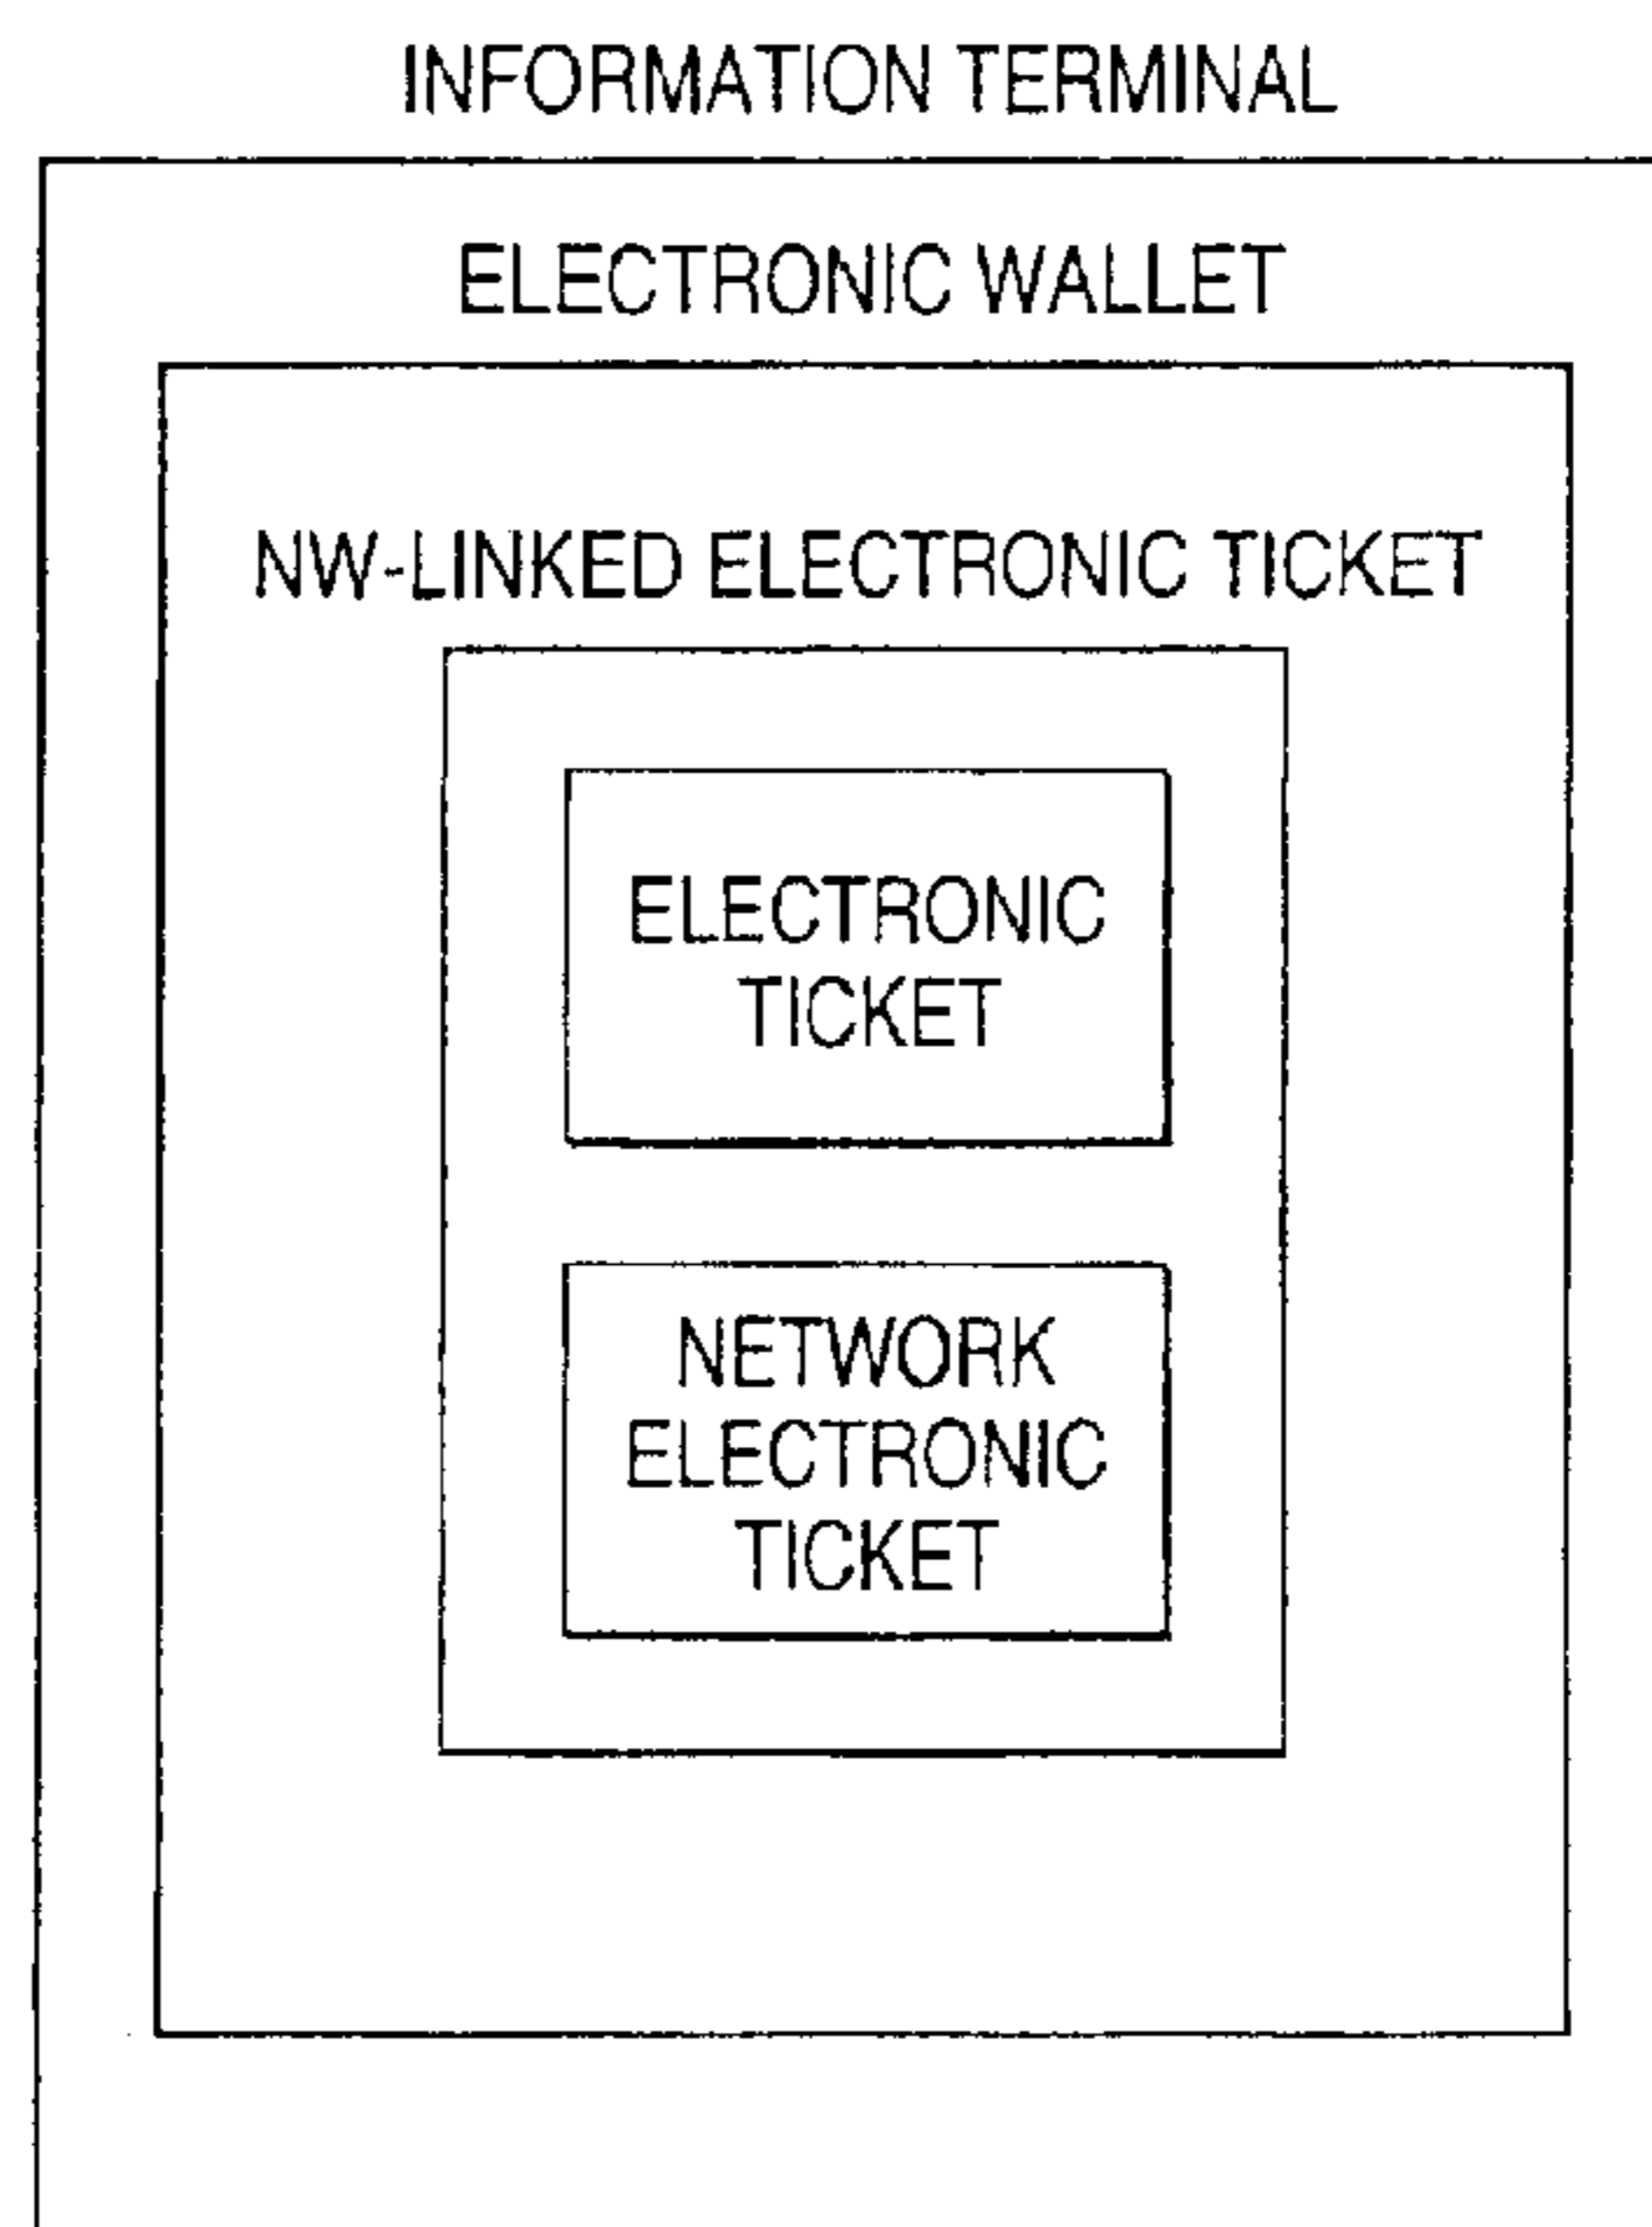 INFORMATION TERMINAL
ELECTRONIC WALLET
NW-LINKED ELECTRONIC TICKET
ELECTRONIC
TICKET
NETWORK
ELECTRONIC
TICKET